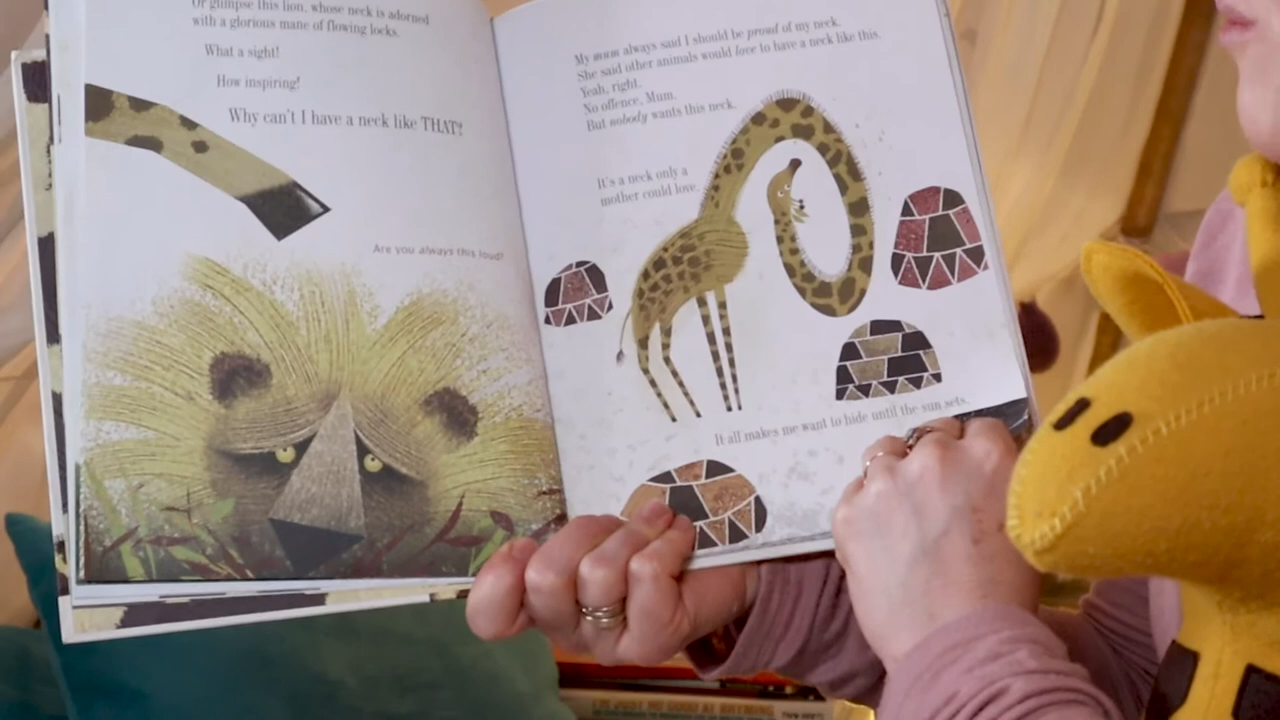 Or glimpse this lion, whose neck is adorned
with a glorious mane of flowing locks.
What a sight!
How inspiring!
Why can't I have a neck like THAT?
Are you always this loud?
My mum always said I should be proud of my neck.
She said other animals would love to have a neck like this.
Yeah, right.
No offence, Mum.
But nobody wants this neck.
It's a neck only a
mother could love.
It all makes me want to hide until the sun sets,